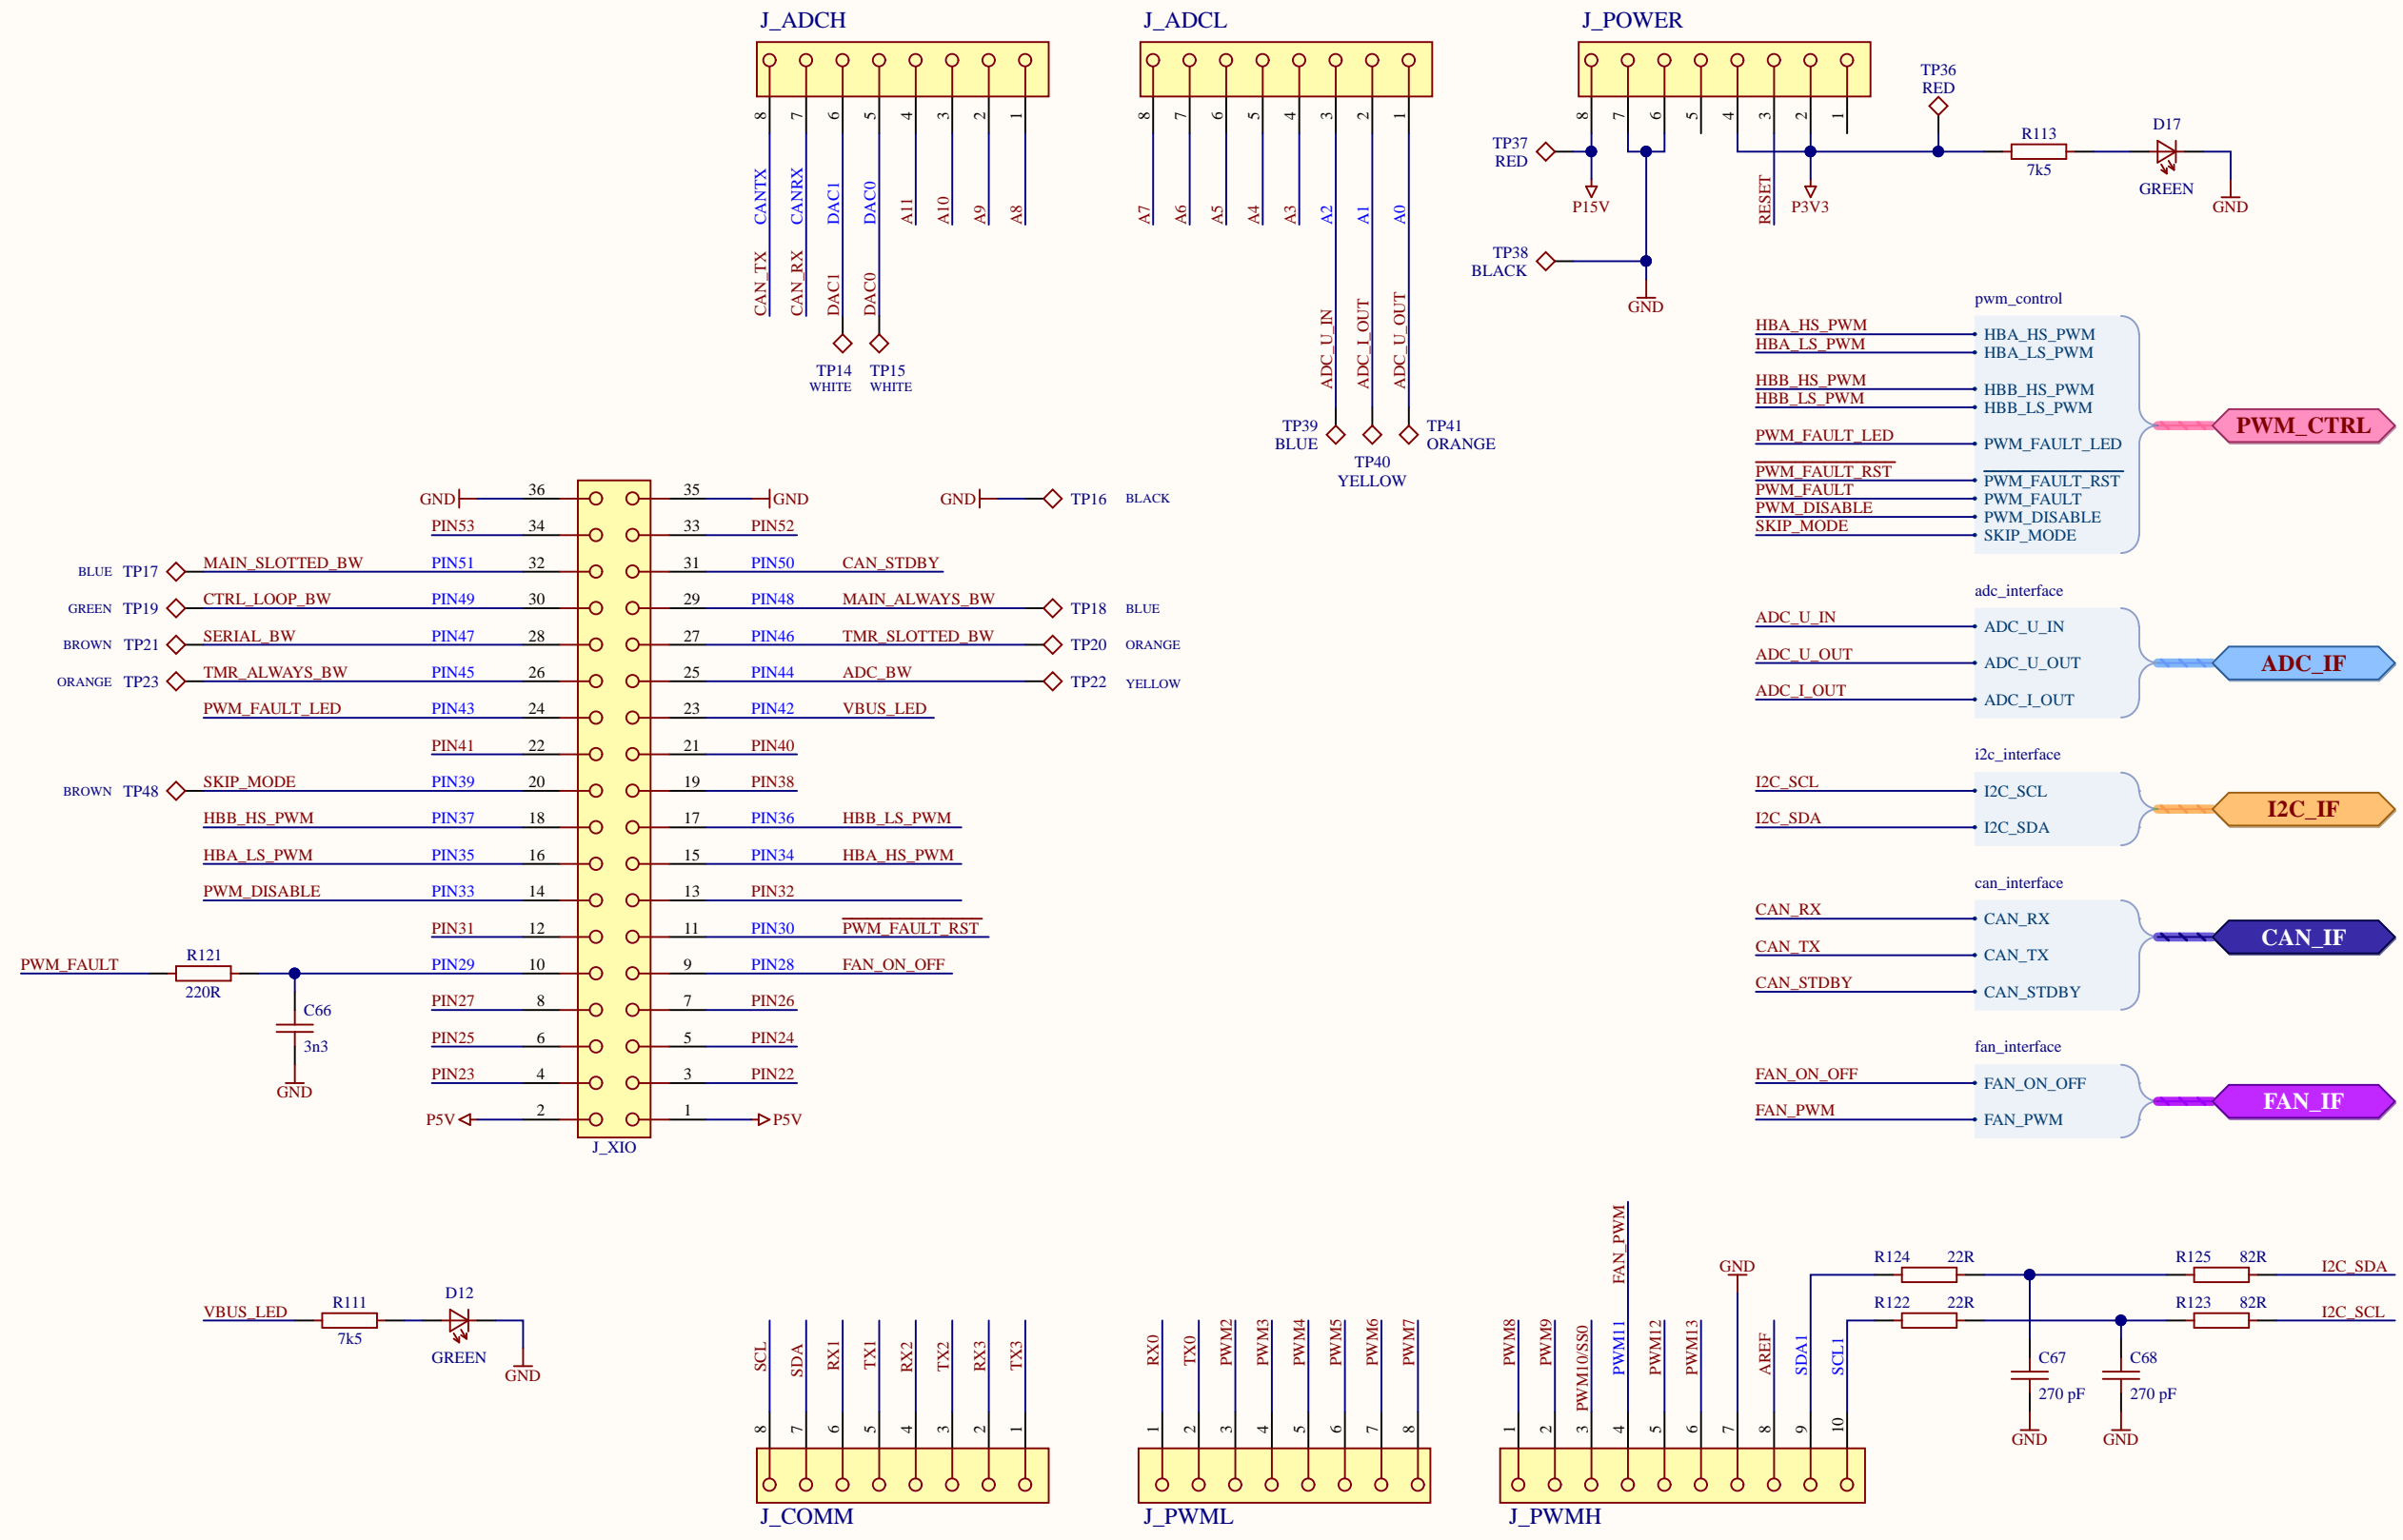 J_ADCH
8 7 6 5 4 3 2 1
CANTX CANRX DAC1 DAC0 A11 A10 A9 A8
CAN_TX CAN_RX DAC1 DAC0
TP14 TP15
WHITE WHITE
J_ADCL
8 7 6 5 4 3 2 1
A7 A6 A5 A4 A3 A2 A1 A0
ADC_U_IN ADC_I_OUT ADC_U_OUT
TP39
BLUE
TP40
YELLOW
TP41
ORANGE
J_POWER
8 7 6 5 4 3 2 1
TP37
RED
P15V
TP38
BLACK
GND
RESET
P3V3
TP36
RED
R113
7k5
D17
GREEN
GND
pwm_control
HBA_HS_PWM HBA_HS_PWM
HBA_LS_PWM HBA_LS_PWM
HBB_HS_PWM HBB_HS_PWM
HBB_LS_PWM HBB_LS_PWM
PWM_FAULT_LED PWM_FAULT_LED
PWM_FAULT_RST PWM_FAULT_RST
PWM_FAULT PWM_FAULT
PWM_DISABLE PWM_DISABLE
SKIP_MODE SKIP_MODE
PWM_CTRL
adc_interface
ADC_U_IN ADC_U_IN
ADC_U_OUT ADC_U_OUT
ADC_I_OUT ADC_I_OUT
ADC_IF
i2c_interface
I2C_SCL I2C_SCL
I2C_SDA I2C_SDA
I2C_IF
can_interface
CAN_RX CAN_RX
CAN_TX CAN_TX
CAN_STDBY CAN_STDBY
CAN_IF
fan_interface
FAN_ON_OFF FAN_ON_OFF
FAN_PWM FAN_PWM
FAN_IF
GND 36 35 GND
GND TP16 BLACK
PIN53 34 33 PIN52
BLUE TP17 MAIN_SLOTTED_BW PIN51 32 31 PIN50 CAN_STDBY
GREEN TP19 CTRL_LOOP_BW PIN49 30 29 PIN48 MAIN_ALWAYS_BW TP18 BLUE
BROWN TP21 SERIAL_BW PIN47 28 27 PIN46 TMR_SLOTTED_BW TP20 ORANGE
ORANGE TP23 TMR_ALWAYS_BW PIN45 26 25 PIN44 ADC_BW TP22 YELLOW
PWM_FAULT_LED PIN43 24 23 PIN42 VBUS_LED
PIN41 22 21 PIN40
BROWN TP48 SKIP_MODE PIN39 20 19 PIN38
HBB_HS_PWM PIN37 18 17 PIN36 HBB_LS_PWM
HBA_LS_PWM PIN35 16 15 PIN34 HBA_HS_PWM
PWM_DISABLE PIN33 14 13 PIN32
PIN31 12 11 PIN30 PWM_FAULT_RST
PWM_FAULT R121 PIN29 10 9 PIN28 FAN_ON_OFF
220R
C66
3n3
GND
PIN27 8 7 PIN26
PIN25 6 5 PIN24
PIN23 4 3 PIN22
P5V 2 1 P5V
J_XIO
VBUS_LED
R111
7k5
D12
GREEN
GND
SCL SDA RX1 TX1 RX2 TX2 RX3 TX3
8 7 6 5 4 3 2 1
J_COMM
RX0 TX0 PWM2 PWM3 PWM4 PWM5 PWM6 PWM7
1 2 3 4 5 6 7 8
J_PWML
FAN_PWM
GND
PWM8 PWM9 PWM10/SS0 PWM11 PWM12 PWM13 AREF SDA1 SCL1
1 2 3 4 5 6 7 8 9 10
J_PWMH
R124 22R R125 82R I2C_SDA
R122 22R R123 82R I2C_SCL
C67
270 pF
GND
C68
270 pF
GND